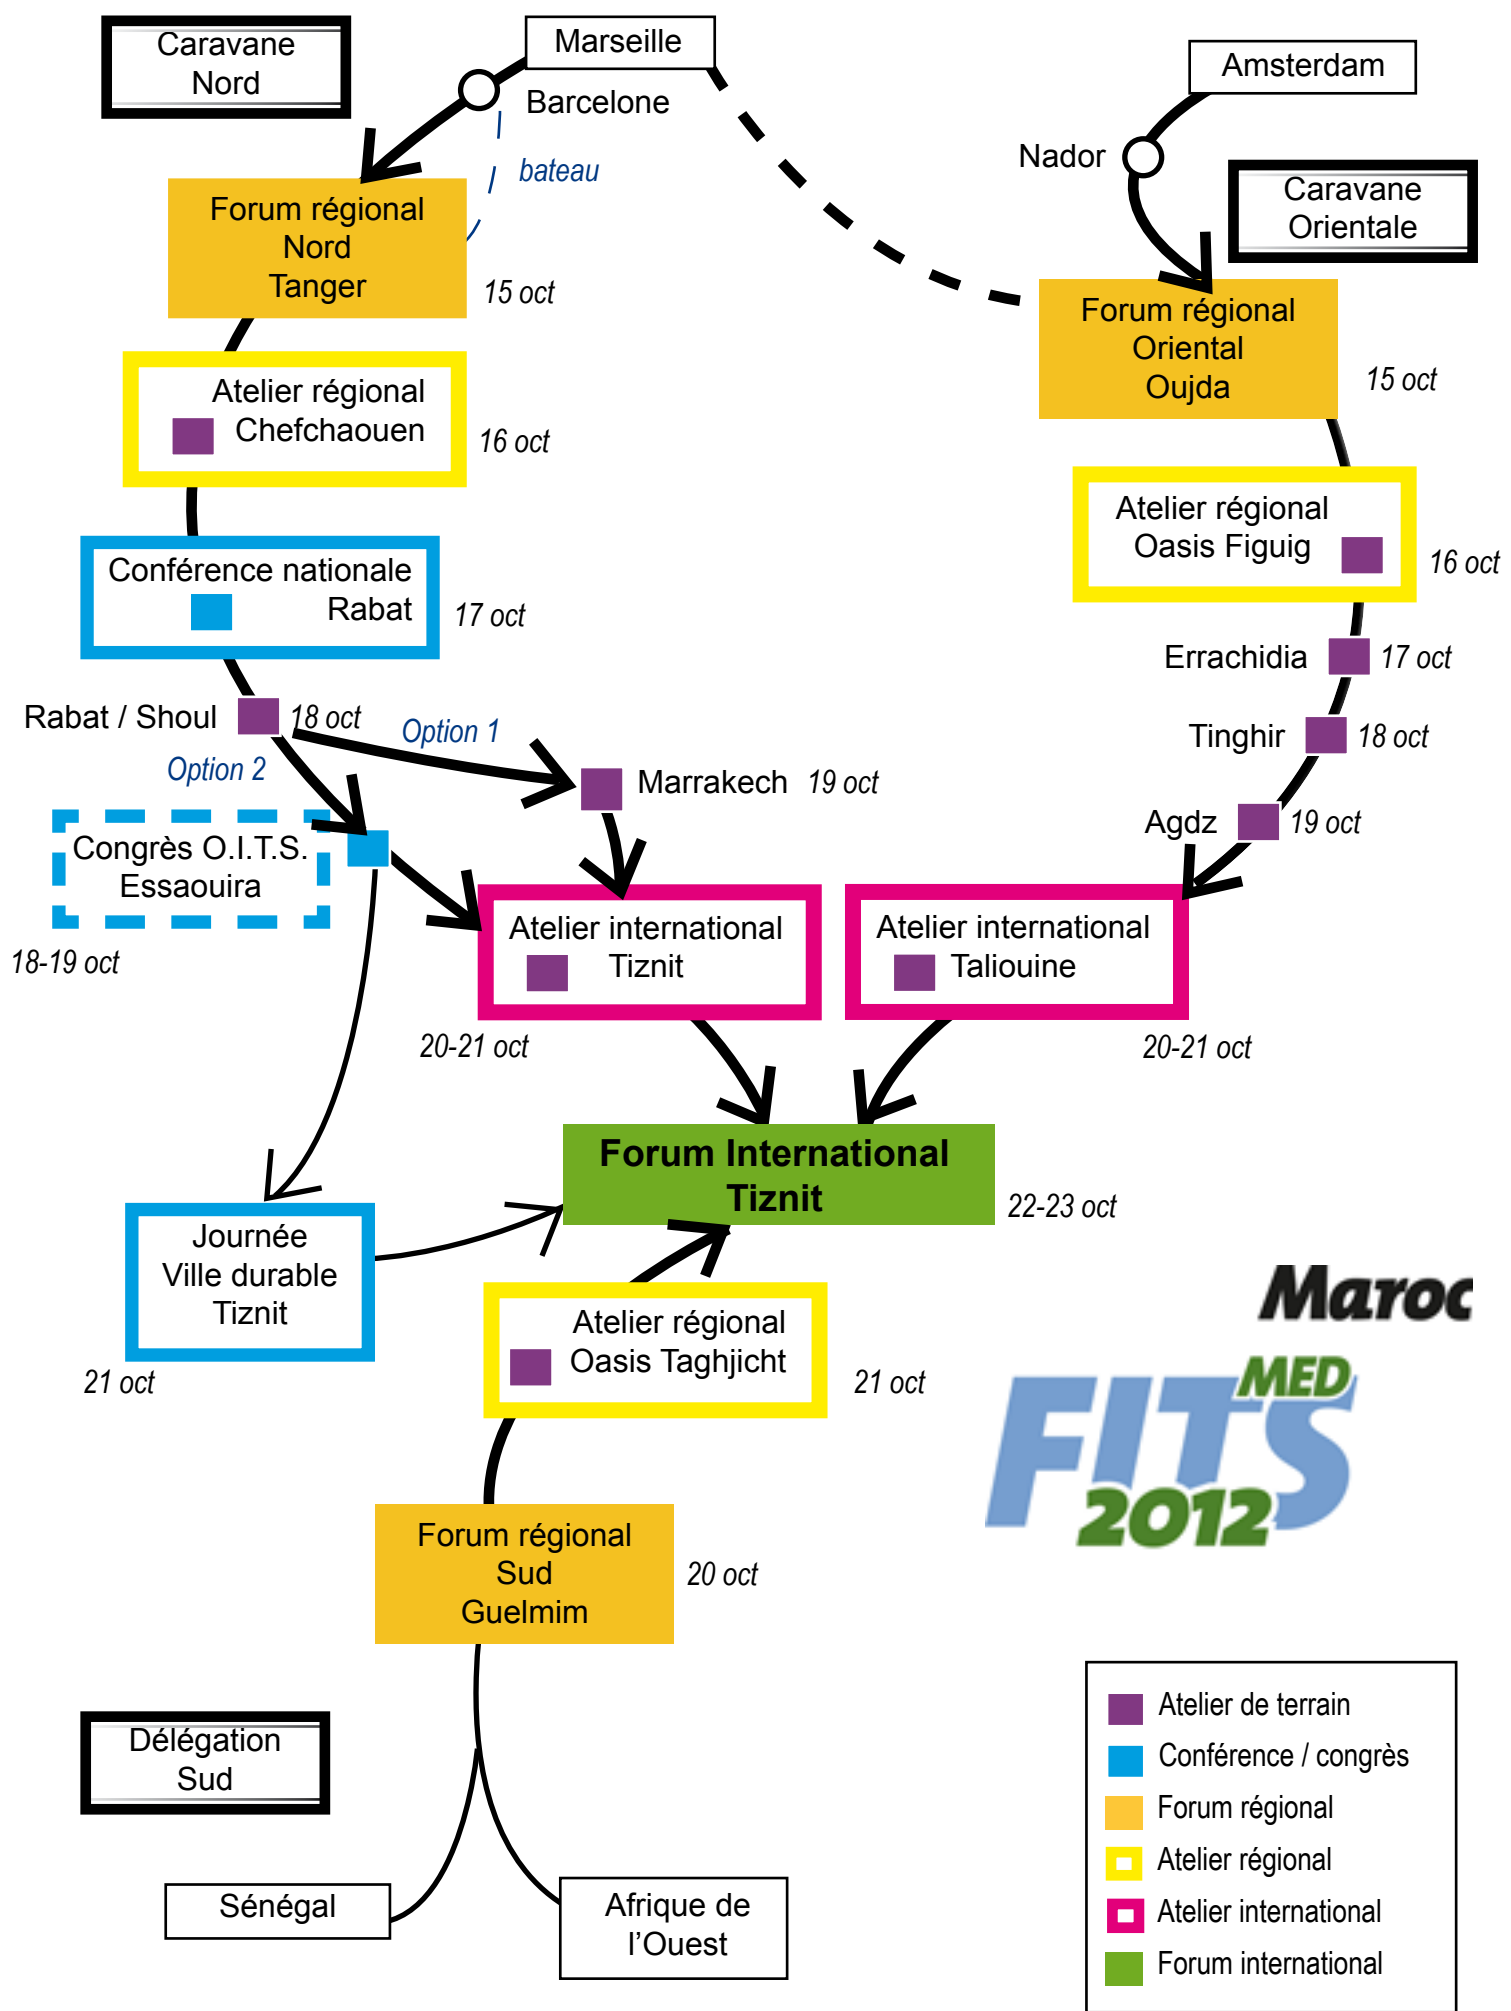 Caravane
Nord
Marseille
Barcelone
bateau
Amsterdam
Nador
Caravane
Orientale
Forum régional
Nord
Tanger
15 oct
Forum régional
Oriental
Oujda
15 oct
Atelier régional
Chefchaouen
16 oct
Atelier régional
Oasis Figuig
16 oct
Conférence nationale
Rabat
17 oct
Errachidia
17 oct
Rabat / Shoul
18 oct
Option 1
Option 2
Tinghir
18 oct
Marrakech
19 oct
Agdz
19 oct
Congrès O.I.T.S.
Essaouira
18-19 oct
Atelier international
Tiznit
20-21 oct
Atelier international
Taliouine
20-21 oct
Forum International
Tiznit
22-23 oct
Journée
Ville durable
Tiznit
21 oct
Atelier régional
Oasis Taghjicht
21 oct
Maroc
FITS
MED
2012
Forum régional
Sud
Guelmim
20 oct
Délégation
Sud
Sénégal
Afrique de
l'Ouest
Atelier de terrain
Conférence / congrès
Forum régional
Atelier régional
Atelier international
Forum international